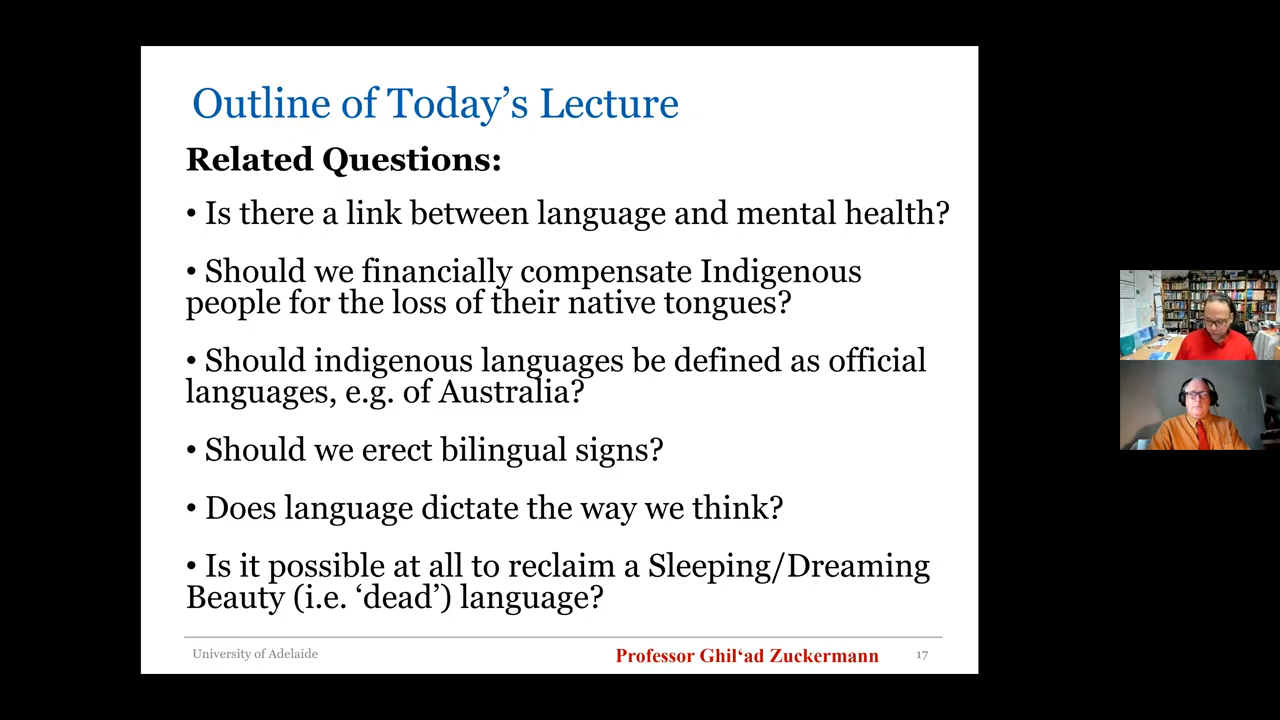 Outline of Today’s Lecture
Related Questions:
• Is there a link between language and mental health?
• Should we financially compensate Indigenous
people for the loss of their native tongues?
• Should indigenous languages be defined as official
languages, e.g. of Australia?
• Should we erect bilingual signs?
• Does language dictate the way we think?
• Is it possible at all to reclaim a Sleeping/Dreaming
Beauty (i.e. ‘dead’) language?
University of Adelaide
Professor Ghil‘ad Zuckermann
17